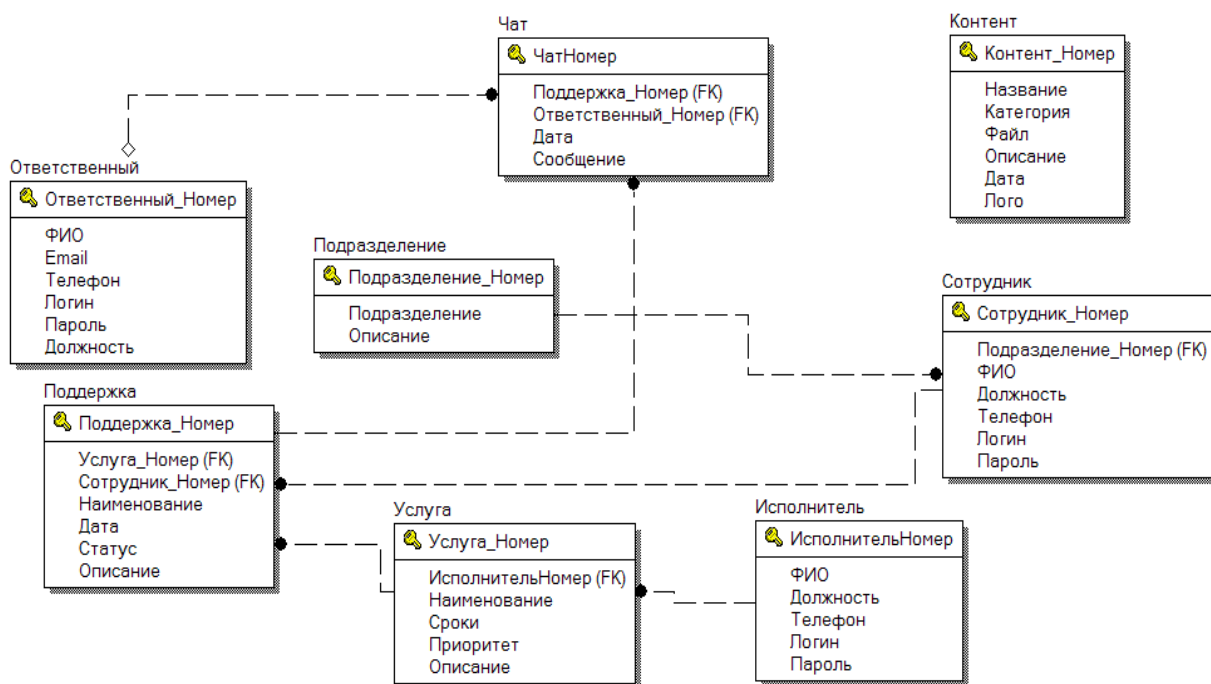 Чат
ЧатНомер
Поддержка_Номер (FK)
Ответственный_Номер (FK)
Дата
Сообщение
Контент
Контент_Номер
Название
Категория
Файл
Описание
Дата
Лого
Ответственный
Ответственный_Номер
ФИО
Email
Телефон
Логин
Пароль
Должность
Подразделение
Подразделение_Номер
Подразделение
Описание
Сотрудник
Сотрудник_Номер
Подразделение_Номер (FK)
ФИО
Должность
Телефон
Логин
Пароль
Поддержка
Поддержка_Номер
Услуга_Номер (FK)
Сотрудник_Номер (FK)
Наименование
Дата
Статус
Описание
Услуга
Услуга_Номер
ИсполнительНомер (FK)
Наименование
Сроки
Приоритет
Описание
Исполнитель
ИсполнительНомер
ФИО
Должность
Телефон
Логин
Пароль